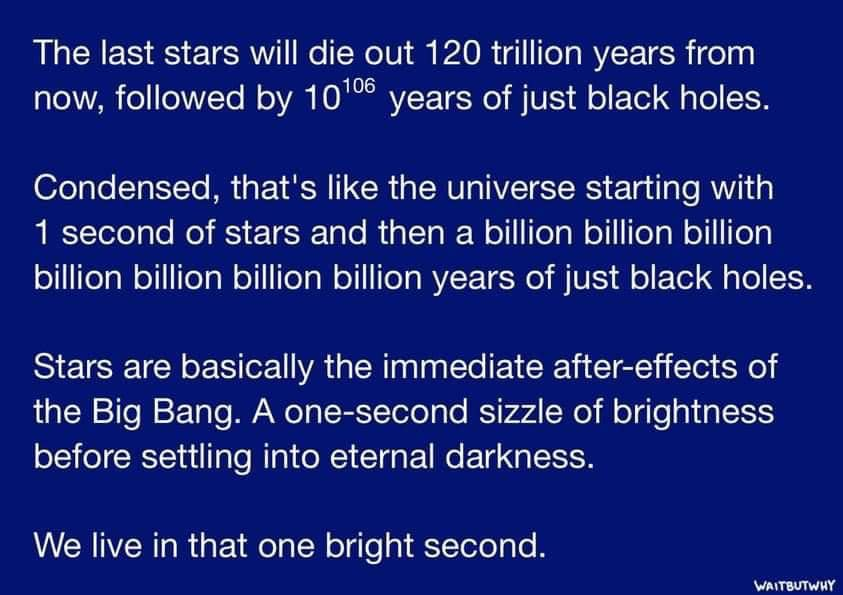 The last stars will die out 120 trillion years from
now, followed by 10¹⁰⁶ years of just black holes.
Condensed, that's like the universe starting with
1 second of stars and then a billion billion billion
billion billion billion billion billion years of just black holes.
Stars are basically the immediate after-effects of
the Big Bang. A one-second sizzle of brightness
before settling into eternal darkness.
We live in that one bright second.
WAITBUTWHY